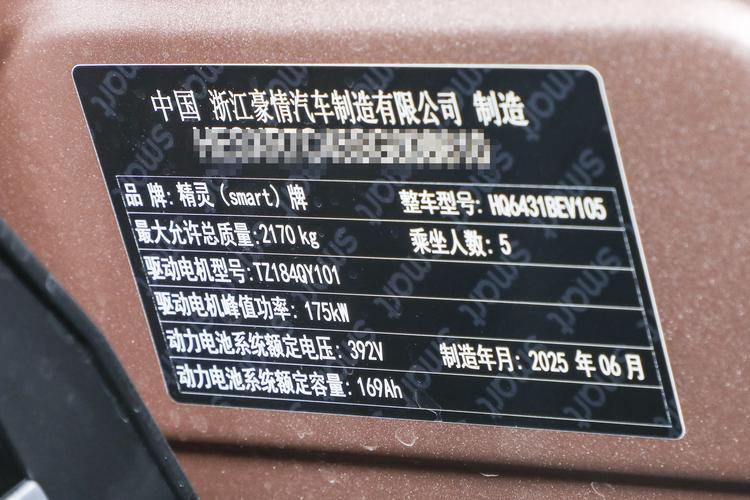 中国 浙江豪情汽车制造有限公司 制造
品 牌:精灵(smart)牌 整车型号: HQ6431BEV105
最大允许总质量:2170 kg 乘坐人数: 5
驱动电机型号:TZ184QY101
驱动电机峰值功率: 175kW
动力电池系统额定电压: 392V 制造年月: 2025 年 06 月
动力电池系统额定容量: 169Ah